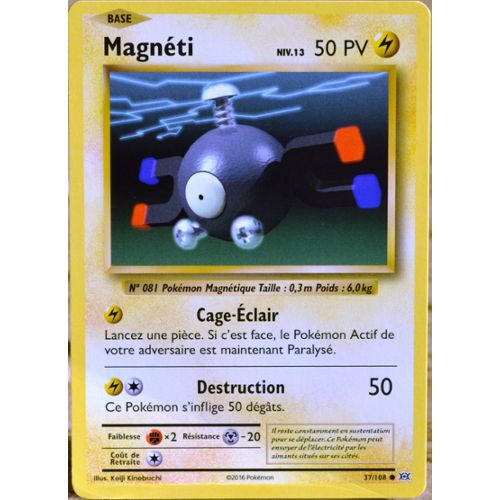 BASE
Magnéti NIV.13 50 PV
N° 081 Pokémon Magnétique Taille : 0,3 m Poids : 6,0 kg
Cage-Éclair
Lancez une pièce. Si c'est face, le Pokémon Actif de
votre adversaire est maintenant Paralysé.
Destruction 50
Ce Pokémon s'inflige 50 dégâts.
Faiblesse ×2 Résistance -20
Coût de
Retraite
Il reste constamment en sustentation
pour se déplacer. Ce Pokémon peut
envoyer de l'électricité par les
aimants situés sur ses côtés.
Illus. Keiji Kinebuchi ©2016 Pokémon 37/108